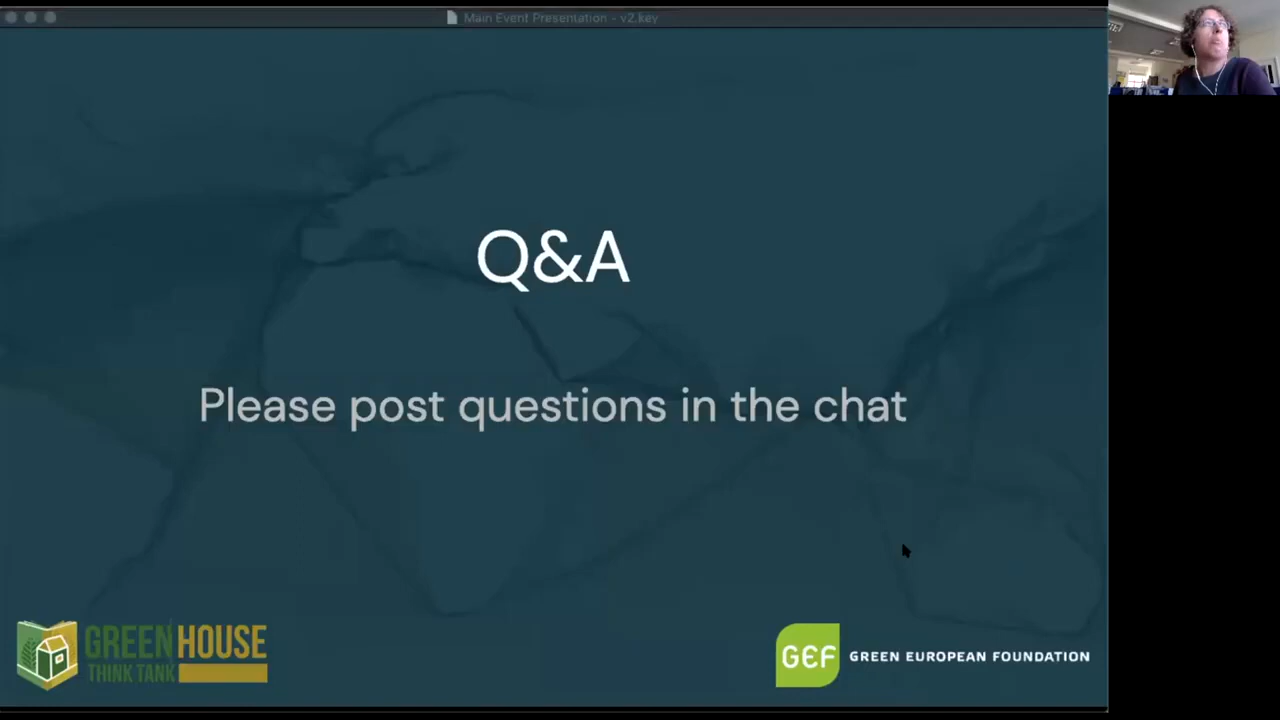 Main Event Presentation - v2.key
Q&A
Please post questions in the chat
GREEN HOUSE
THINK TANK
GEF
GREEN EUROPEAN FOUNDATION